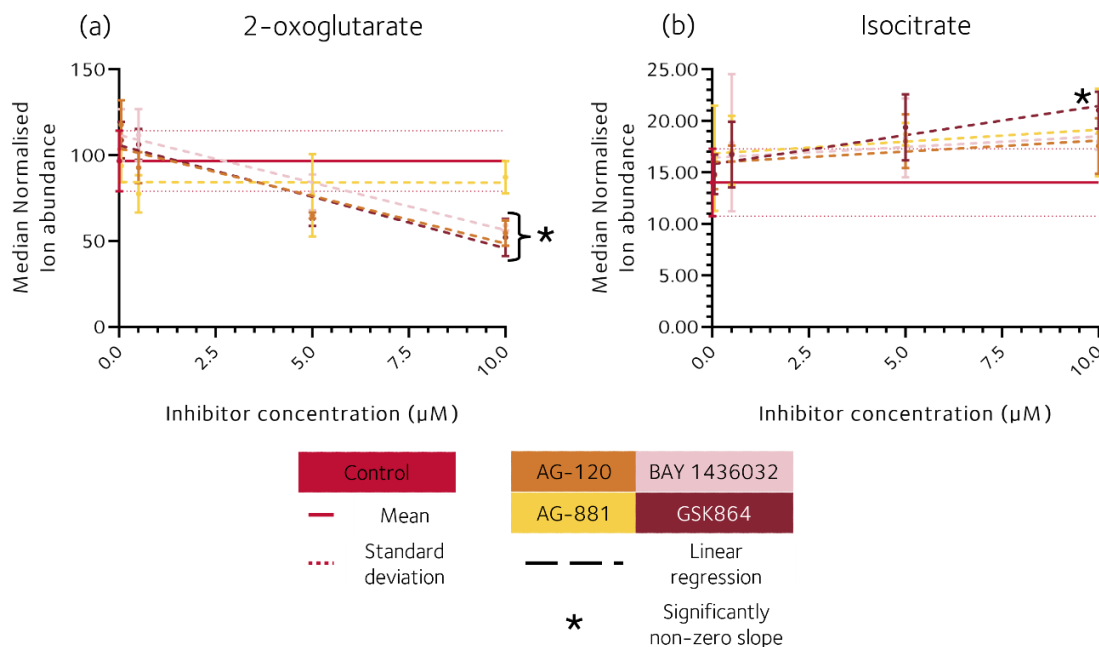 (a) 2-oxoglutarate
Median Normalised
Ion abundance
150
100
50
0
0.0
2.5
5.0
7.5
10.0
*
Inhibitor concentration (μM)
(b) Isocitrate
Median Normalised
Ion abundance
25.00
20.00
15.00
10.00
5.00
0.00
0.0
2.5
5.0
7.5
10.0
*
Inhibitor concentration (μM)
Control
Mean
Standard
deviation
AG-120
BAY 1436032
AG-881
GSK864
Linear
regression
*
Significantly
non-zero slope